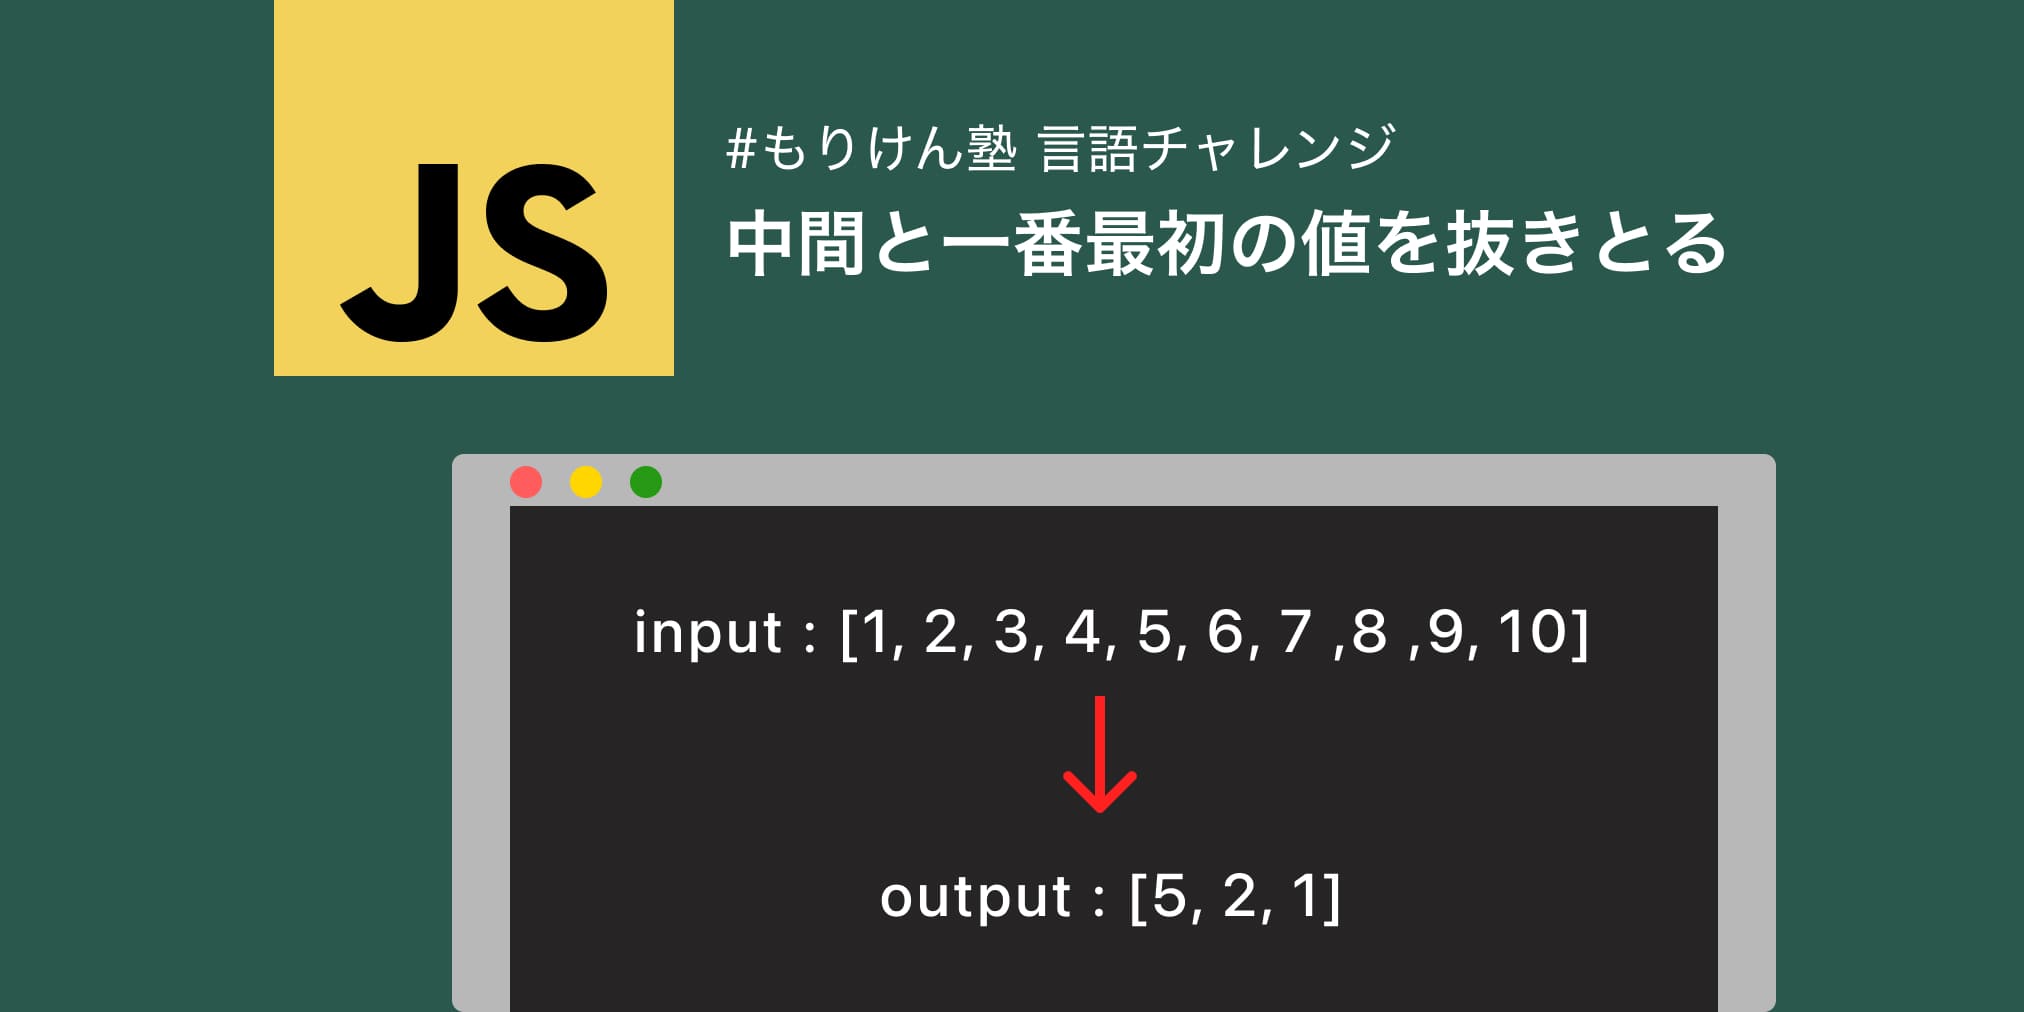 JS
#もりけん塾 言語チャレンジ
中間と一番最初の値を抜きとる
input : [1, 2, 3, 4, 5, 6, 7 ,8 ,9, 10]
output : [5, 2, 1]